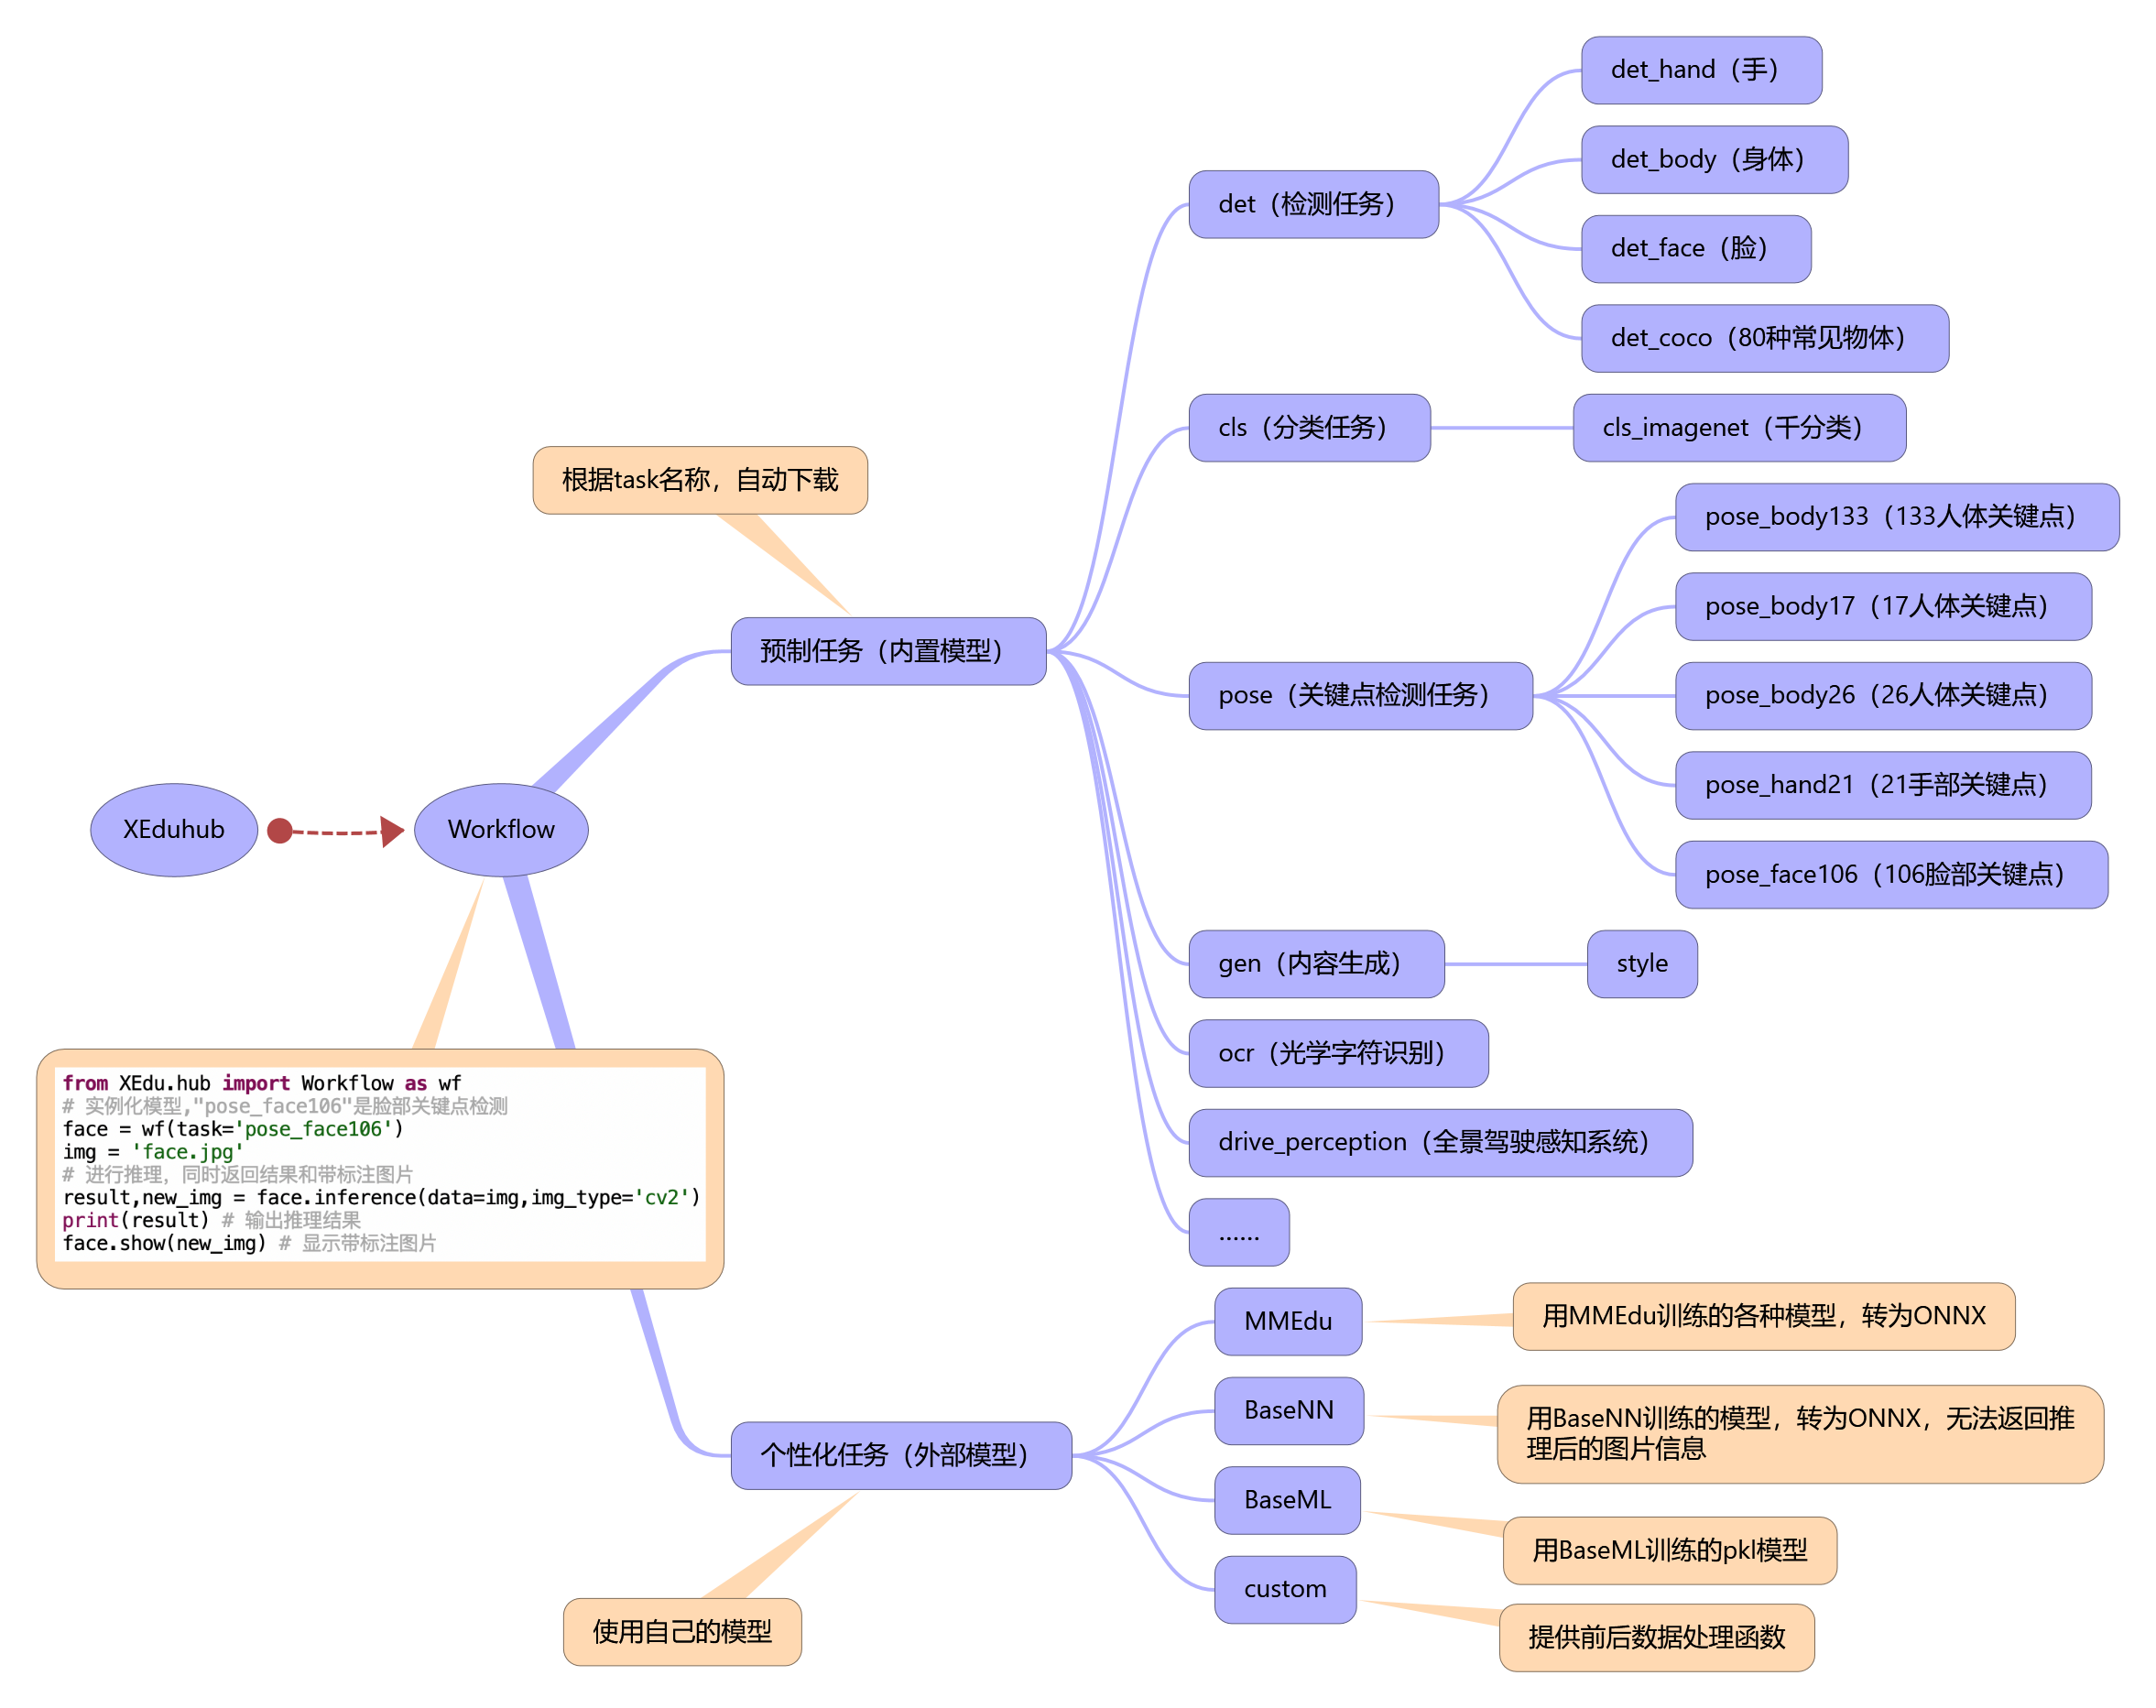 XEduhub
Workflow
from XEdu.hub import Workflow as wf
# 实例化模型,"pose_face106"是脸部关键点检测
face = wf(task='pose_face106')
img = 'face.jpg'
# 进行推理，同时返回结果和带标注图片
result,new_img = face.inference(data=img,img_type='cv2')
print(result) # 输出推理结果
face.show(new_img) # 显示带标注图片
根据task名称，自动下载
预制任务（内置模型）
det（检测任务）
det_hand（手）
det_body（身体）
det_face（脸）
det_coco（80种常见物体）
cls（分类任务）
cls_imagenet（千分类）
pose（关键点检测任务）
pose_body133（133人体关键点）
pose_body17（17人体关键点）
pose_body26（26人体关键点）
pose_hand21（21手部关键点）
pose_face106（106脸部关键点）
gen（内容生成）
style
ocr（光学字符识别）
drive_perception（全景驾驶感知系统）
......
个性化任务（外部模型）
使用自己的模型
MMEdu
用MMEdu训练的各种模型，转为ONNX
BaseNN
用BaseNN训练的模型，转为ONNX，无法返回推
理后的图片信息
BaseML
用BaseML训练的pkl模型
custom
提供前后数据处理函数